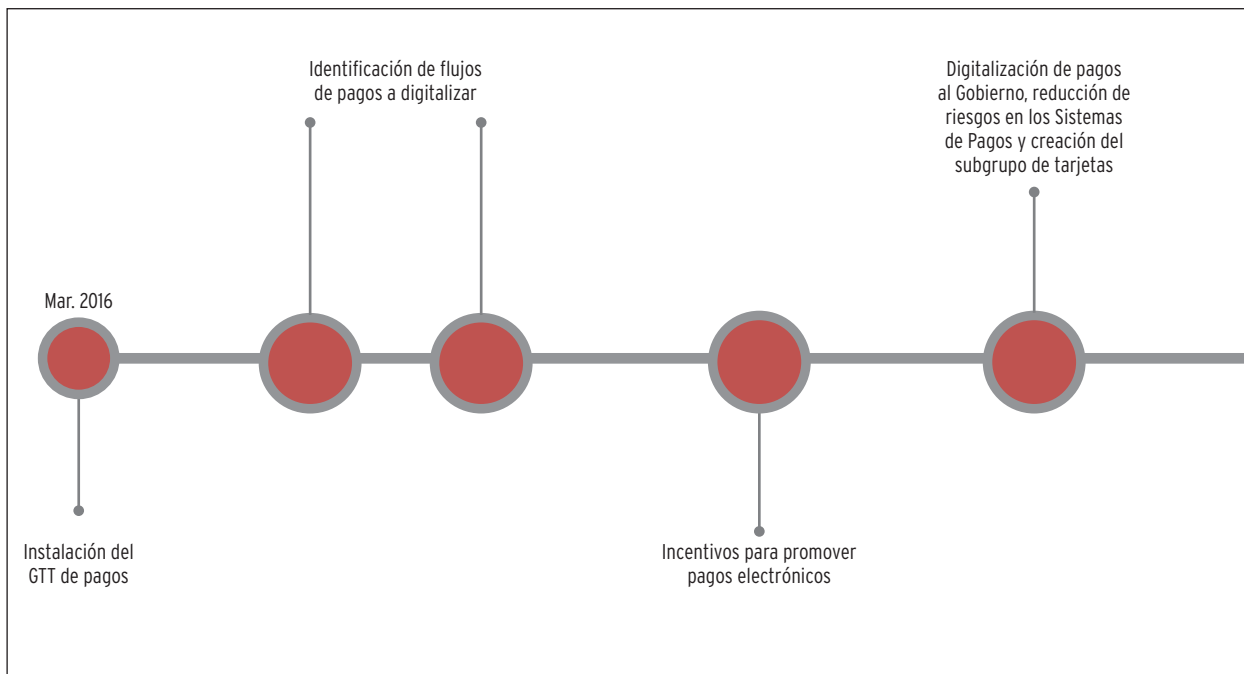 Identificación de flujos
de pagos a digitalizar
Digitalización de pagos
al Gobierno, reducción de
riesgos en los Sistemas
de Pagos y creación del
subgrupo de tarjetas
Mar. 2016
Instalación del
GTT de pagos
Incentivos para promover
pagos electrónicos